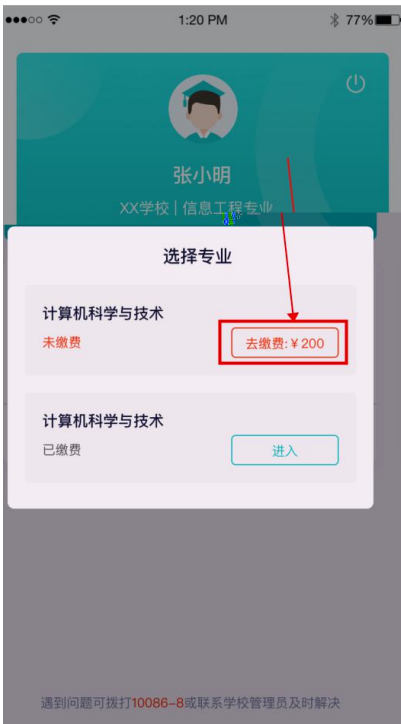 1:20 PM
77%
张小明
XX学校 | 信息工程专业
选择专业
计算机科学与技术
未缴费
去缴费:￥200
计算机科学与技术
已缴费
进入
遇到问题可拨打10086-8或联系学校管理员及时解决